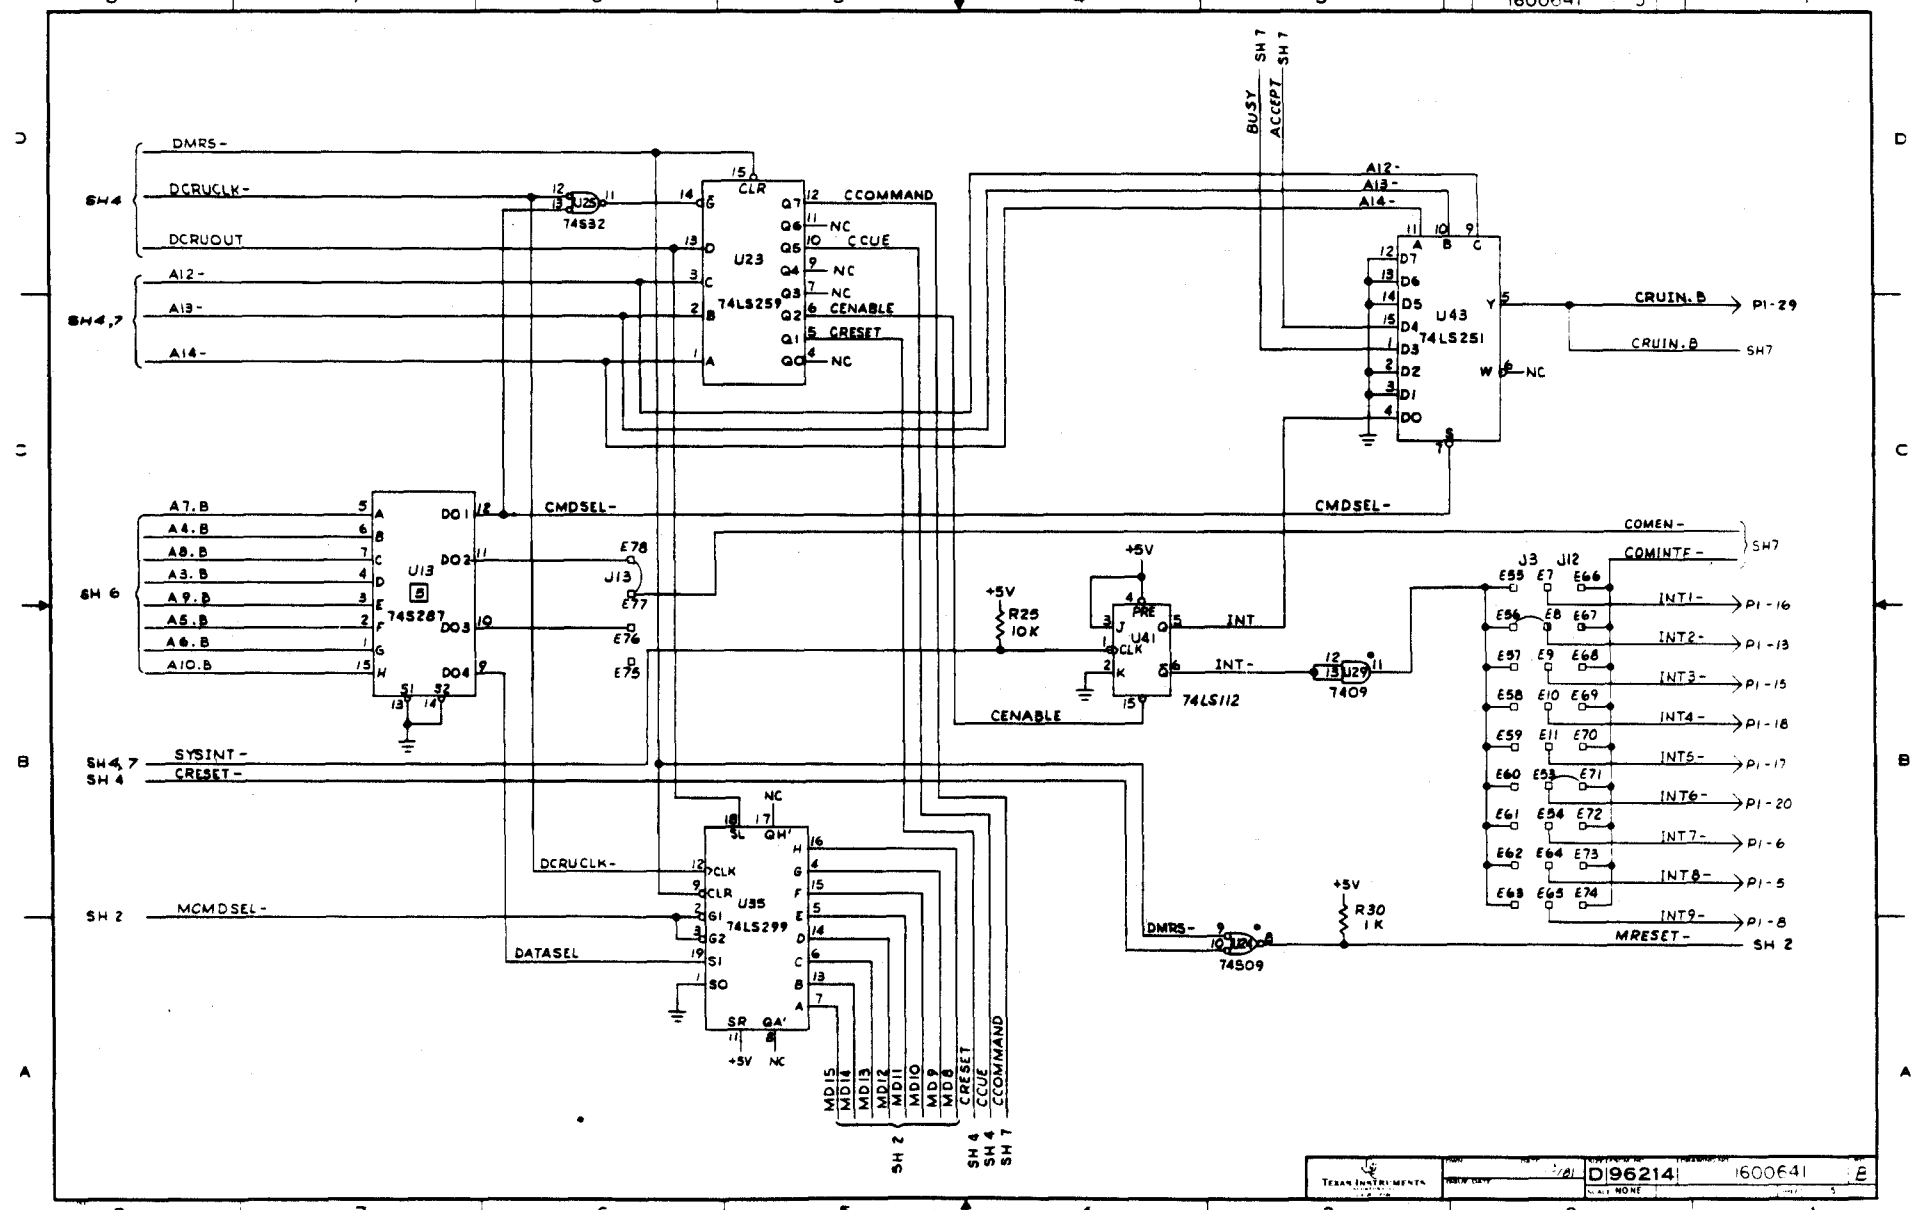 1600641
SH 7
SH 7
BUSY
ACCEPT
D
D
DMRS-
DCRUCLK-
SH4
DCRUOUT
12
13
U25
11
74S32
14
15
CLR
G
D
C
B
A
13
3
2
1
U23
74LS259
Q7
Q6
Q5
Q4
Q3
Q2
Q1
Q0
12
11
10
9
7
6
5
4
CCOMMAND
NC
CCUE
NC
NC
CENABLE
CRESET
NC
A12-
A13-
A14-
SH4,7
A12-
A13-
A14-
11
10
9
A
B
C
12
13
14
15
1
2
3
4
D7
D6
D5
D4
D3
D2
D1
D0
U43
74LS251
Y
5
W
6
NC
S
7
CRUIN.B
P1-29
CRUIN.B
SH7
C
C
A7.B
A4.B
A8.B
A3.B
A9.B
A5.B
A6.B
A10.B
SH 6
5
6
7
4
3
2
1
15
A
B
C
D
E
F
G
H
U13
5
74S287
DO1
DO2
DO3
DO4
12
11
10
9
S1
S2
13
14
CMDSEL-
CMDSEL-
E78
J13
E77
E76
E75
COMEN-
COMINTF-
SH7
+5V
R25
10K
+5V
4
PRE
3
J
1
CLK
2
K
U41
Q
5
Q
6
15
74LS112
INT
INT-
12
13
U29
11
7409
CENABLE
J3
J12
E55 E7 E66
INT1-
P1-16
E56 E8 E67
INT2-
P1-13
E57 E9 E68
INT3-
P1-15
E58 E10 E69
INT4-
P1-18
E59 E11 E70
INT5-
P1-17
E60 E53 E71
INT6-
P1-20
E61 E54 E72
INT7-
P1-6
E62 E64 E73
INT8-
P1-5
E63 E65 E74
INT9-
P1-8
B
B
SH4,7
SYSINT-
SH 4
CRESET-
NC
18
17
SL
QH'
DCRUCLK-
12
CLK
9
CLR
2
G1
3
G2
19
S1
1
S0
U35
74LS299
H
G
F
E
D
C
B
A
16
4
15
5
14
6
13
7
SR
QA'
11
8
+5V
NC
SH 2
MCMDSEL-
DATASEL
DMRS-
9
10
U24
8
74S09
+5V
R30
1K
MRESET-
SH 2
A
A
MD15
MD14
MD13
MD12
MD11
MD10
MD9
MD8
CRESET
CCUE
CCOMMAND
SH 2
SH 4
SH 4
SH 7
TEXAS INSTRUMENTS
ISSUE DATE
D 96214
1600641
E
SCALE NONE
5